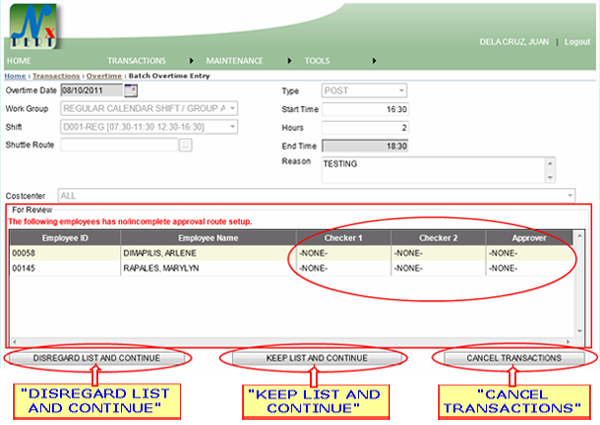 N x
PERT
DELA CRUZ, JUAN | Logout
HOME TRANSACTIONS MAINTENANCE TOOLS
Home › Transactions › Overtime › Batch Overtime Entry
Overtime Date 08/10/2011 Type POST
Work Group REGULAR CALENDAR SHIFT / GROUP A Start Time 16:30
Shift D001-REG [07:30-11:30 12:30-16:30] Hours 2
Shuttle Route ... End Time 18:30
Reason TESTING
Costcenter ALL
For Review
The following employees has no/incomplete approval route setup.
Employee ID Employee Name Checker 1 Checker 2 Approver
00058 DIMAPILIS, ARLENE -NONE- -NONE- -NONE-
00145 RAPALES, MARYLYN -NONE- -NONE- -NONE-
DISREGARD LIST AND CONTINUE KEEP LIST AND CONTINUE CANCEL TRANSACTIONS
"DISREGARD LIST AND CONTINUE"
"KEEP LIST AND CONTINUE"
"CANCEL TRANSACTIONS"